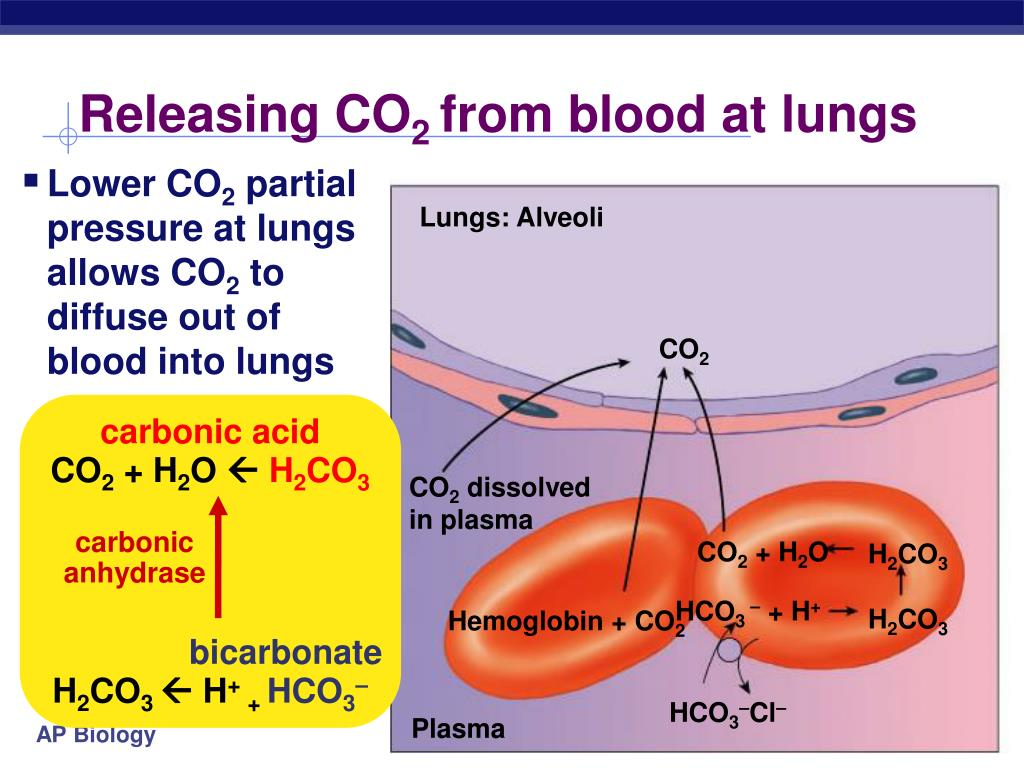 Releasing CO₂ from blood at lungs
▪ Lower CO₂ partial
pressure at lungs
allows CO₂ to
diffuse out of
blood into lungs
carbonic acid
CO₂ + H₂O ← H₂CO₃
carbonic
anhydrase
bicarbonate
H₂CO₃ ← H⁺ + HCO₃⁻
AP Biology
Lungs: Alveoli
CO₂
CO₂ dissolved
in plasma
CO₂ + H₂O ← H₂CO₃
HCO₃⁻ + H⁺ → H₂CO₃
Hemoglobin + CO₂
HCO₃⁻ Cl⁻
Plasma